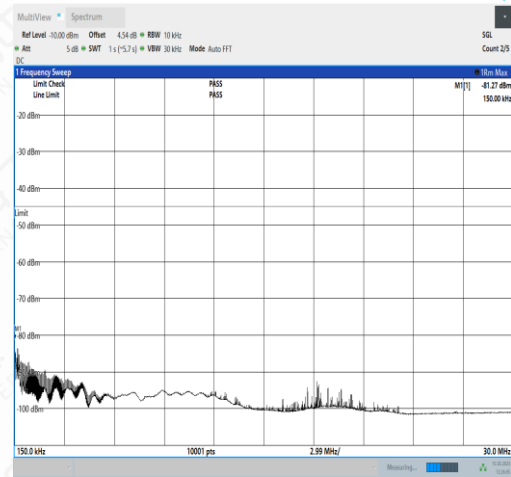 MultiView Spectrum
Ref Level -10.00 dBm Offset 4.54 dB RBW 10 kHz SGL
Att 5 dB SWT 1 s (~5.7 s) VBW 30 kHz Mode Auto FFT Count 2/5
DC
1 Frequency Sweep 1Rm Max
Limit Check PASS M1[1] -81.27 dBm
Line Limit PASS 150.00 kHz
-20 dBm
-30 dBm
-40 dBm
Limit
-50 dBm
-60 dBm
-70 dBm
M1
-80 dBm
-100 dBm
150.0 kHz 10001 pts 2.99 MHz/ 30.0 MHz
Measuring...